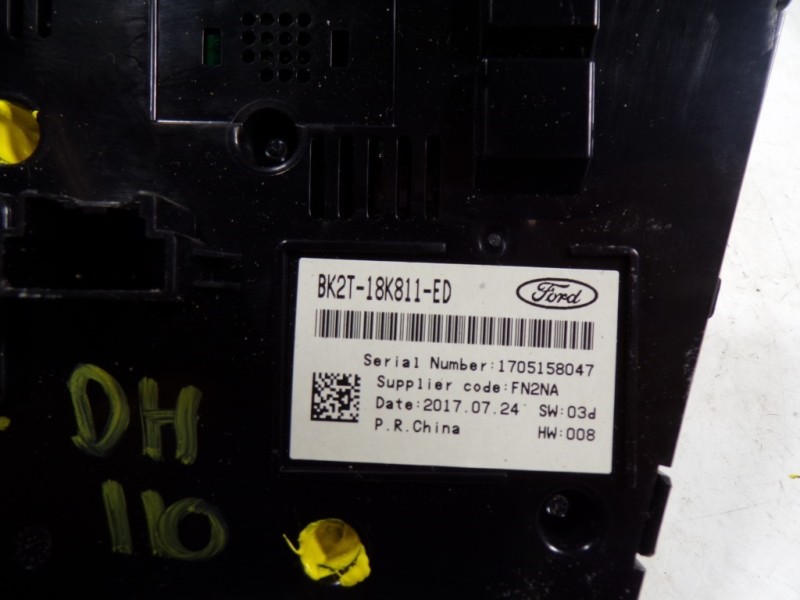 BK2T-18K811-ED
Ford
Serial Number:1705158047
Supplier code:FN2NA
Date:2017.07.24 SW:03d
P.R.China HW:008
DH
110